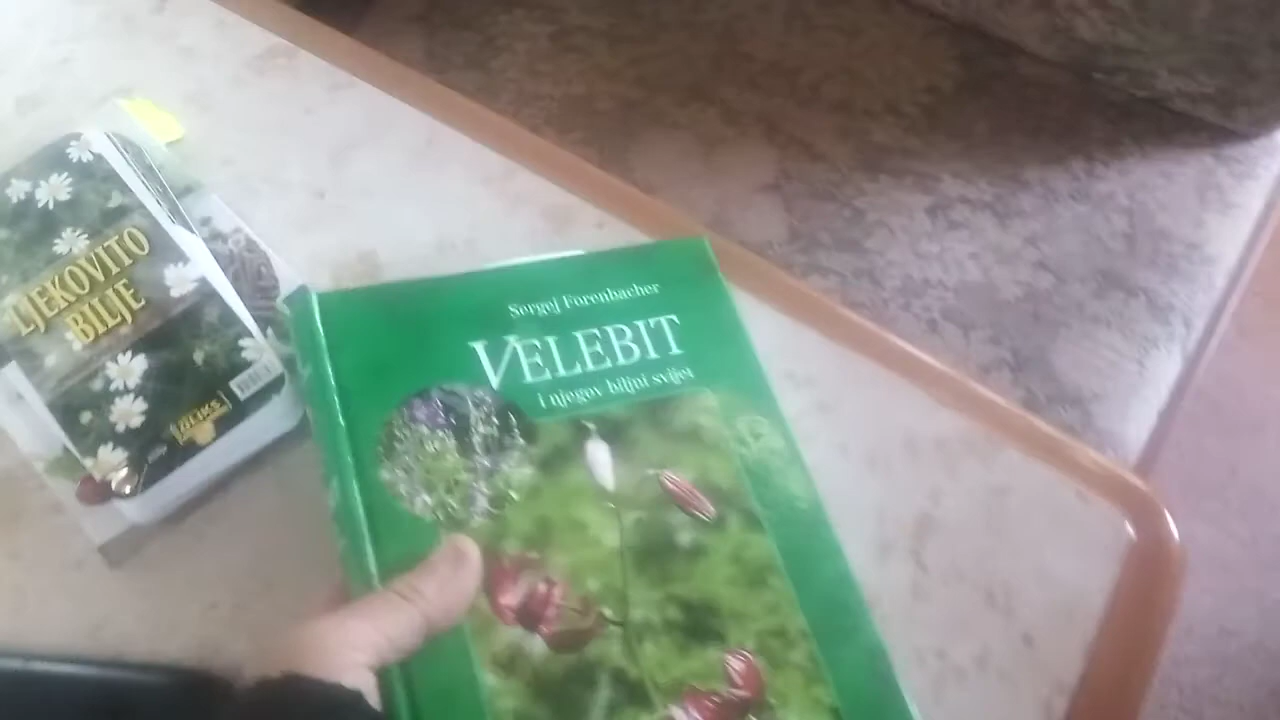 LJEKOVITO
BILJE
Sergej Forenbacher
VELEBIT
i njegov biljni svijet